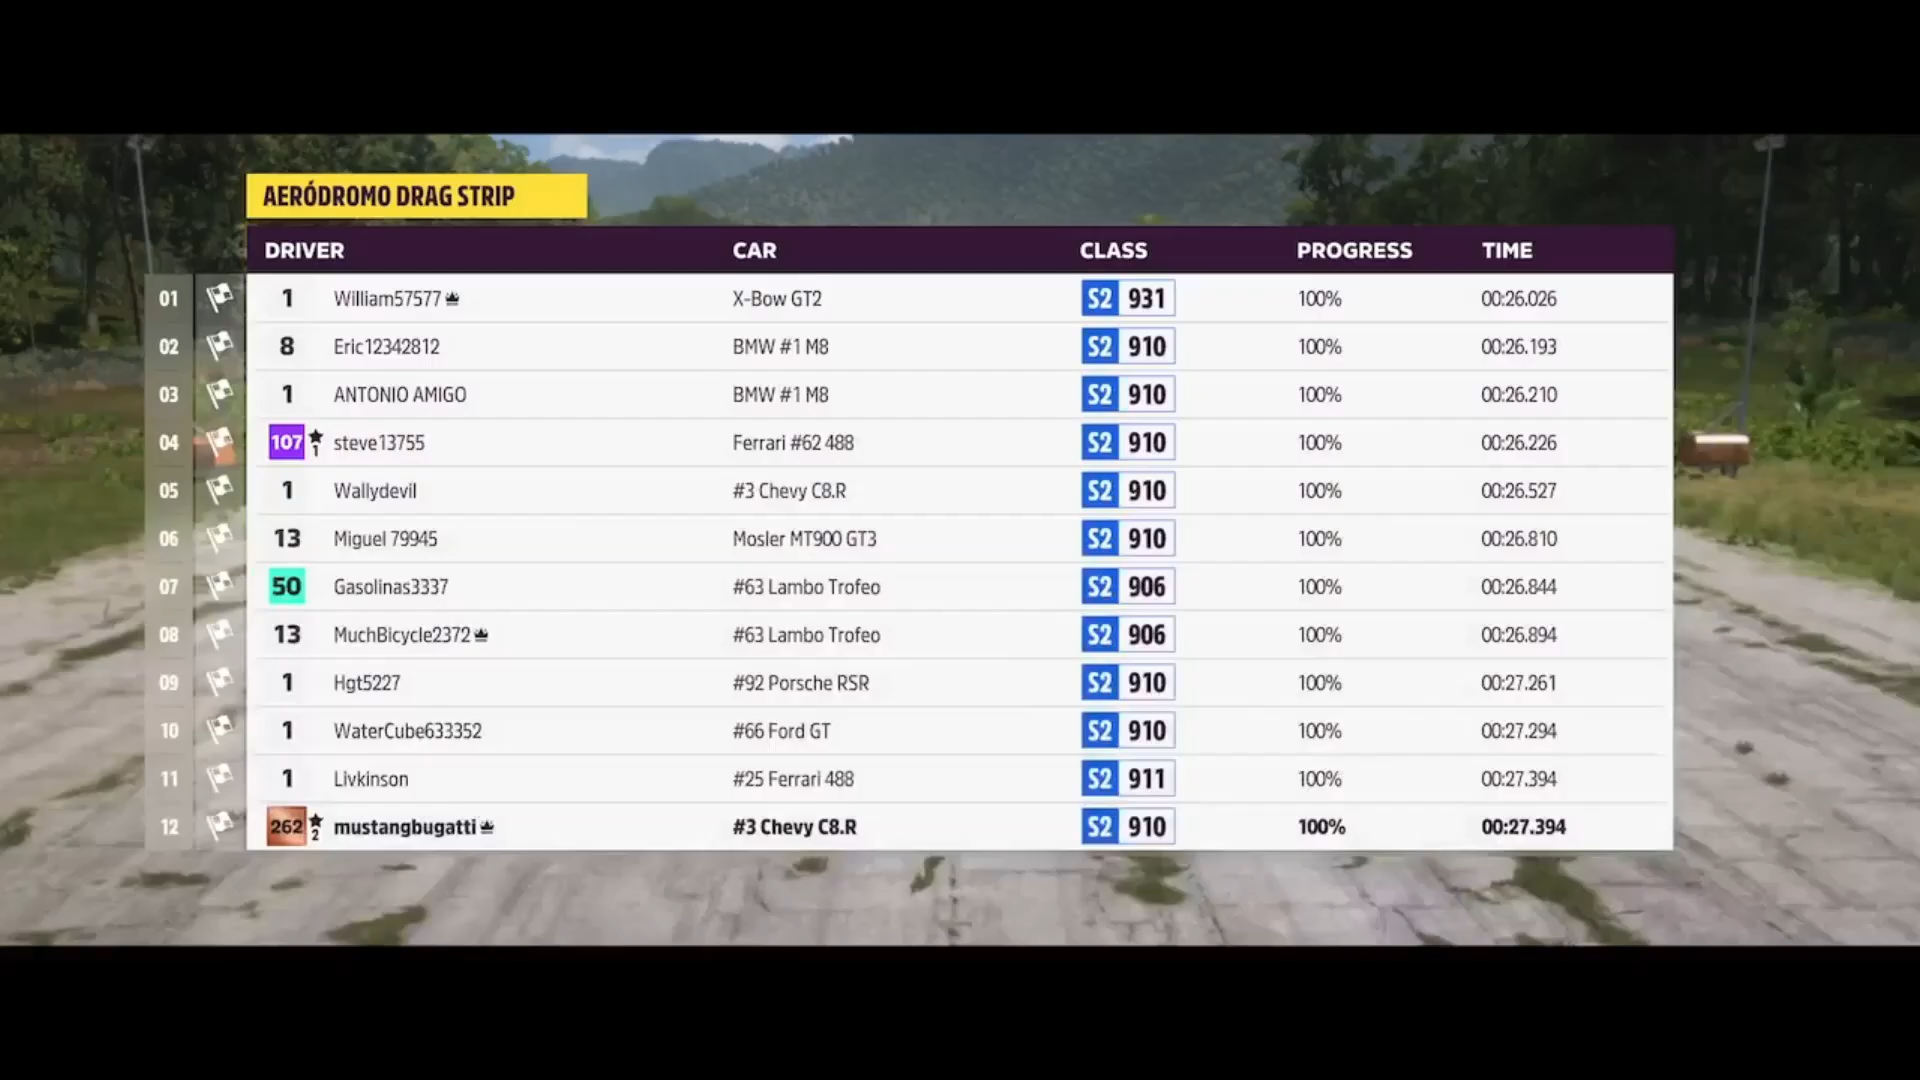 AERÓDROMO DRAG STRIP
DRIVER CAR CLASS PROGRESS TIME
01 1 William57577 X-Bow GT2 S2 931 100% 00:26.026
02 8 Eric12342812 BMW #1 M8 S2 910 100% 00:26.193
03 1 ANTONIO AMIGO BMW #1 M8 S2 910 100% 00:26.210
04 107 1 steve13755 Ferrari #62 488 S2 910 100% 00:26.226
05 1 Wallydevil #3 Chevy C8.R S2 910 100% 00:26.527
06 13 Miguel 79945 Mosler MT900 GT3 S2 910 100% 00:26.810
07 50 Gasolinas3337 #63 Lambo Trofeo S2 906 100% 00:26.844
08 13 MuchBicycle2372 #63 Lambo Trofeo S2 906 100% 00:26.894
09 1 Hgt5227 #92 Porsche RSR S2 910 100% 00:27.261
10 1 WaterCube633352 #66 Ford GT S2 910 100% 00:27.294
11 1 Livkinson #25 Ferrari 488 S2 911 100% 00:27.394
12 262 2 mustangbugatti #3 Chevy C8.R S2 910 100% 00:27.394